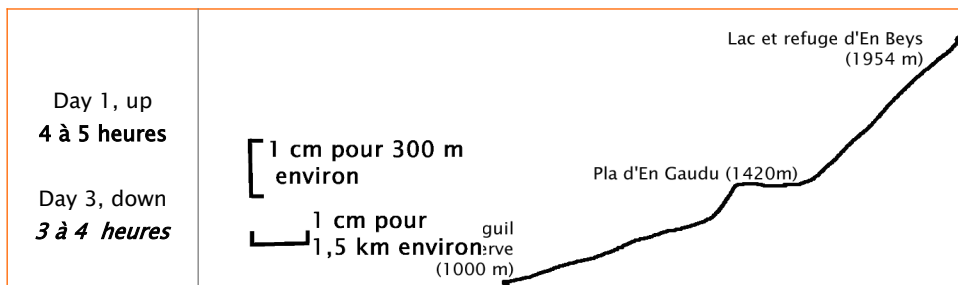 Day 1, up
4 à 5 heures
Day 3, down
3 à 4 heures
Lac et refuge d'En Beys
(1954 m)
1 cm pour 300 m
environ
Pla d'En Gaudu (1420m)
1 cm pour
1,5 km environ
(1000 m)